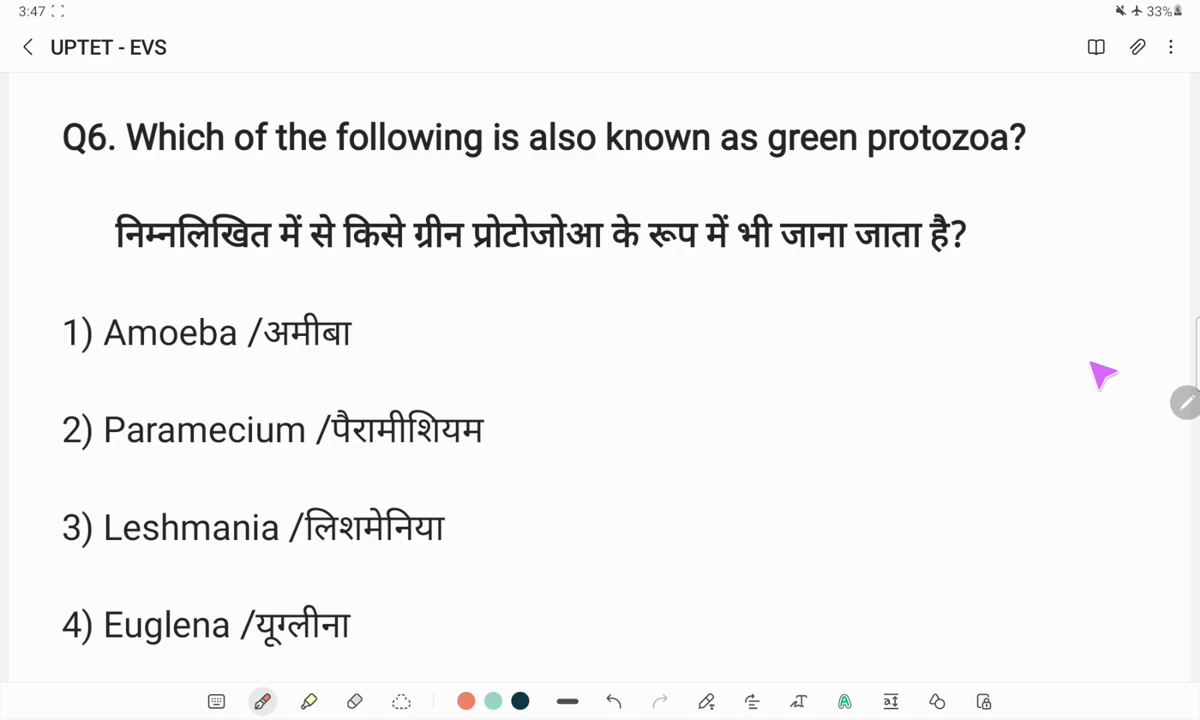 3:47 33%
UPTET - EVS
Q6. Which of the following is also known as green protozoa?
निम्नलिखित में से किसे ग्रीन प्रोटोजोआ के रूप में भी जाना जाता है?
1) Amoeba /अमीबा
2) Paramecium /पैरामीशियम
3) Leshmania /लिशमेनिया
4) Euglena /यूग्लीना